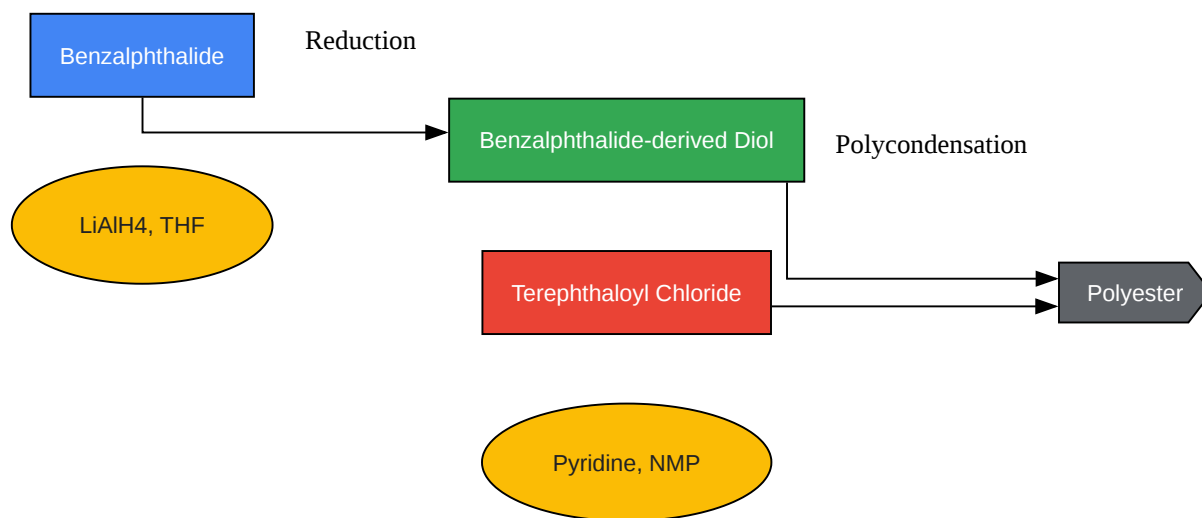 Benzalphthalide
Reduction
Benzalphthalide-derived Diol
Polycondensation
LiAlH4, THF
Terephthaloyl Chloride
Polyester
Pyridine, NMP